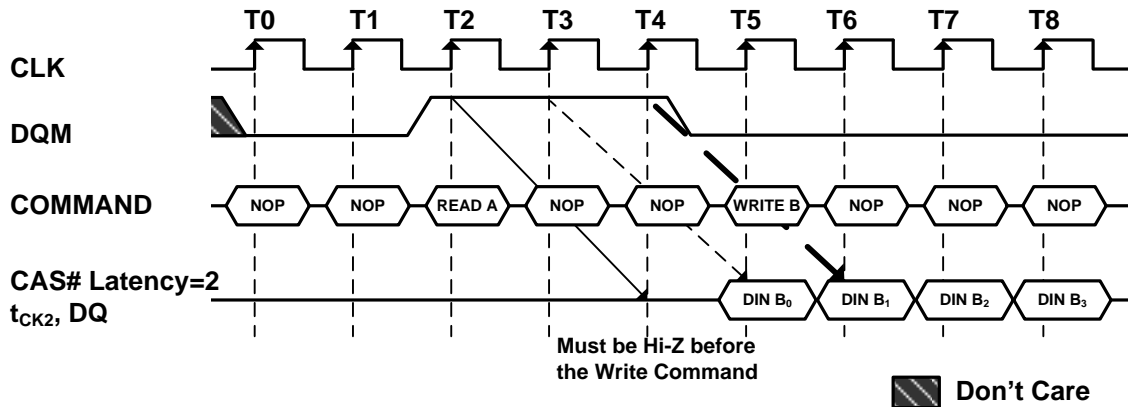 T0 T1 T2 T3 T4 T5 T6 T7 T8
CLK
DQM
COMMAND NOP NOP READ A NOP NOP WRITE B NOP NOP NOP
CAS# Latency=2
tCK2, DQ DIN B0 DIN B1 DIN B2 DIN B3
Must be Hi-Z before
the Write Command
Don't Care